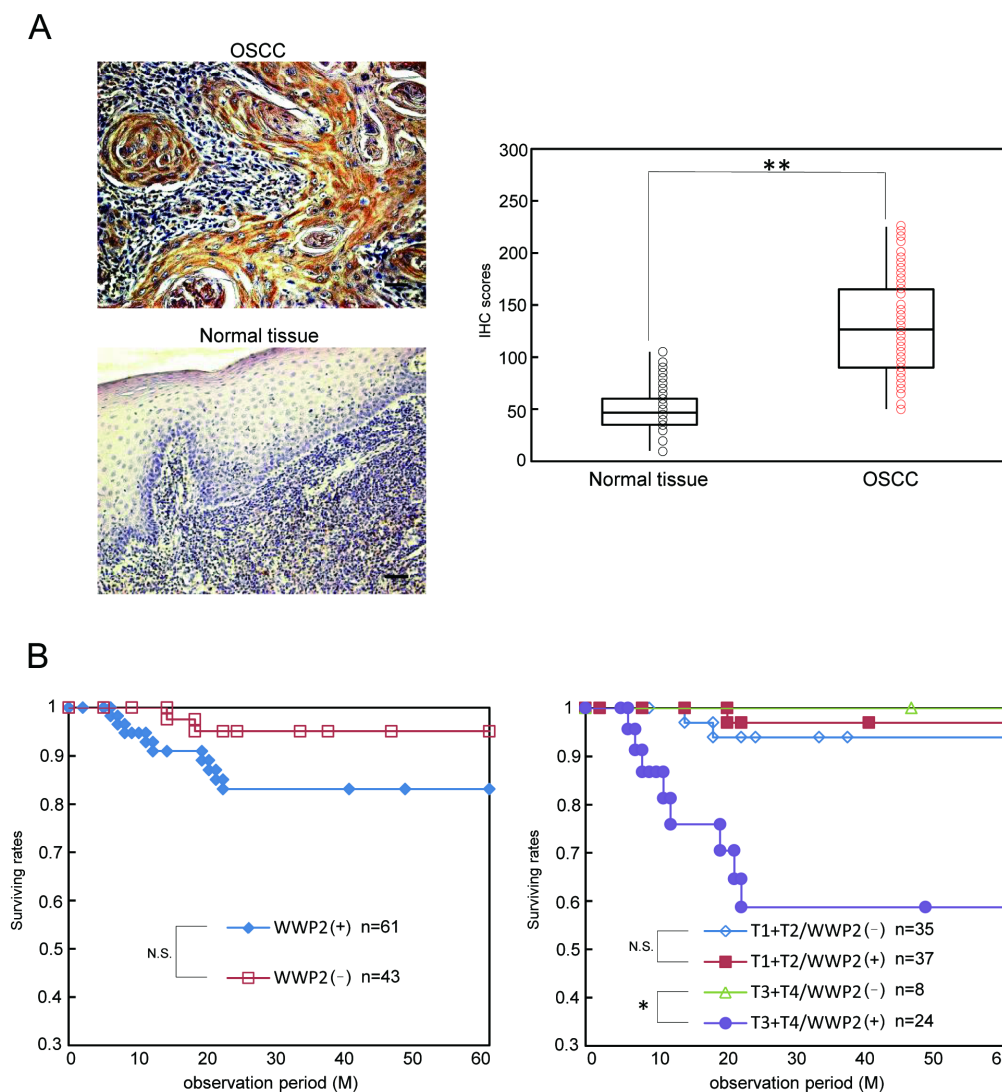 A
OSCC
Normal tissue
300
250
200
150
100
50
0
IHC scores
**
Normal tissue
OSCC
B
1
0.9
0.8
0.7
0.6
0.5
0.4
0.3
Surviving rates
N.S.
WWP2(+) n=61
WWP2(−) n=43
0 10 20 30 40 50 60
observation period (M)
1
0.9
0.8
0.7
0.6
0.5
0.4
0.3
Surviving rates
N.S.
*
T1+T2/WWP2(−) n=35
T1+T2/WWP2(+) n=37
T3+T4/WWP2(−) n=8
T3+T4/WWP2(+) n=24
0 10 20 30 40 50 60
observation period (M)